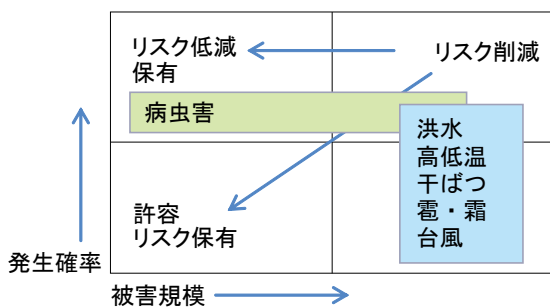 リスク低減
保有
リスク削減
病虫害
洪水
高低温
干ばつ
雹・霜
台風
許容
リスク保有
発生確率
被害規模